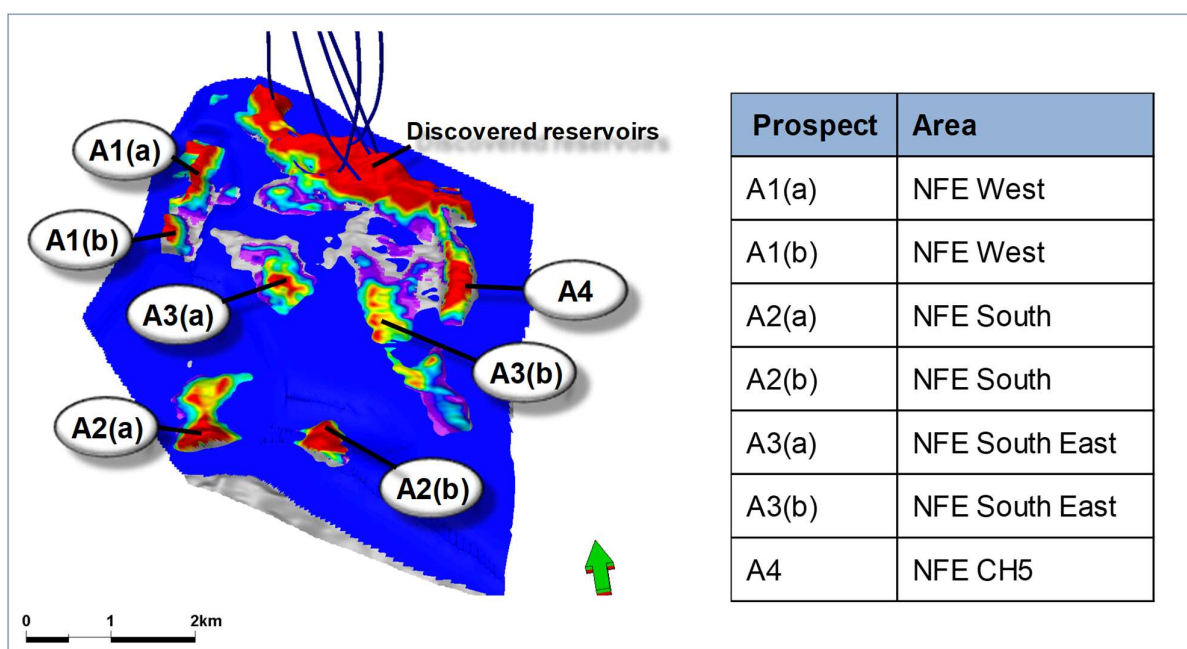 Discovered reservoirs
A1(a)
A1(b)
A3(a)
A4
A3(b)
A2(a)
A2(b)
0 1 2km
Prospect Area
A1(a) NFE West
A1(b) NFE West
A2(a) NFE South
A2(b) NFE South
A3(a) NFE South East
A3(b) NFE South East
A4 NFE CH5